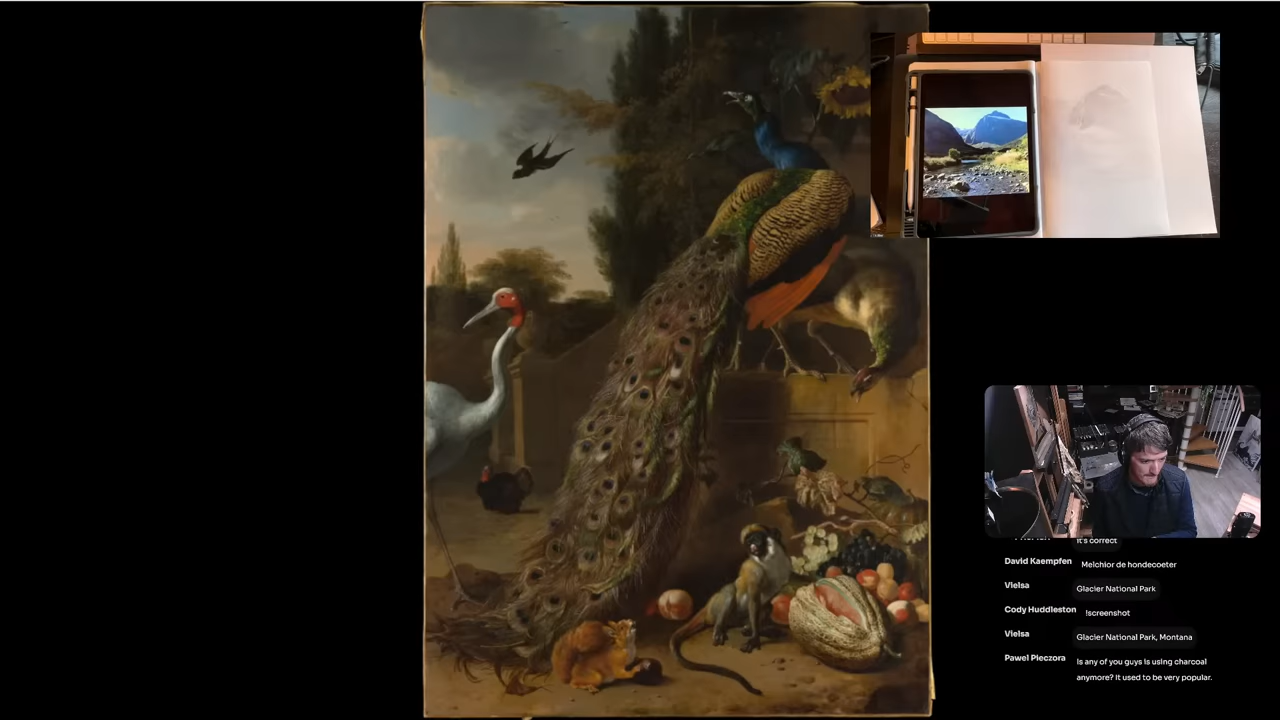 It's correct
David Kaempfen Melchior de hondecoeter
Vielsa Glacier National Park
Cody Huddleston !screenshot
Vielsa Glacier National Park, Montana
Pawel Pieczora Is any of you guys is using charcoal
anymore? It used to be very popular.